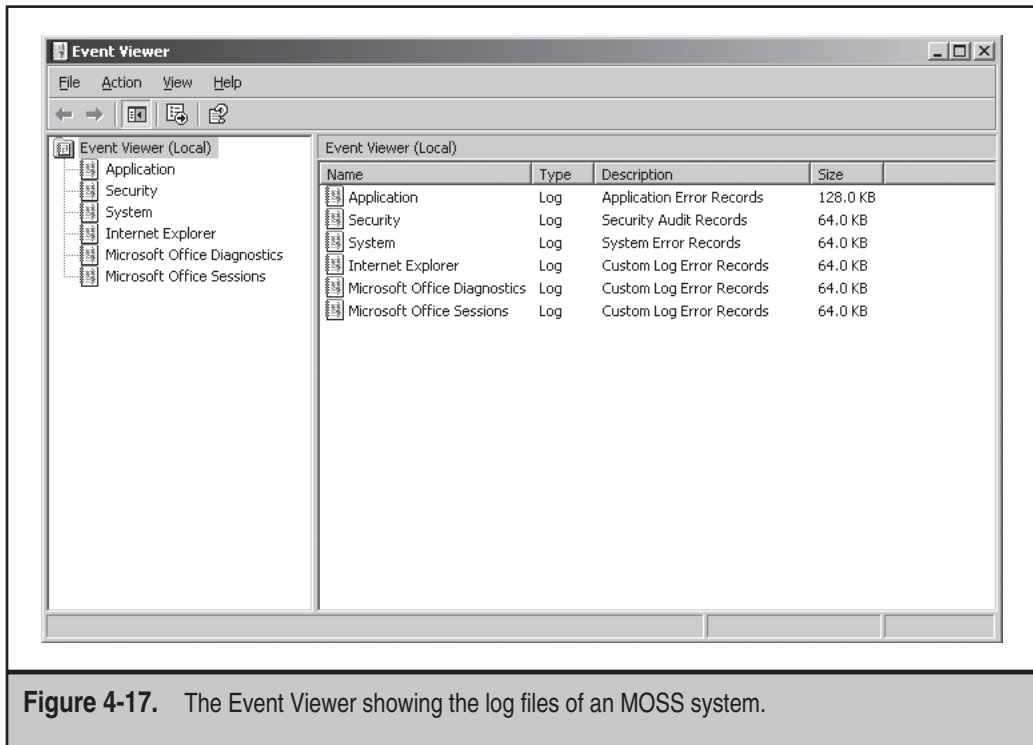 Event Viewer
File Action View Help
Event Viewer (Local)
Application
Security
System
Internet Explorer
Microsoft Office Diagnostics
Microsoft Office Sessions
Event Viewer (Local)
Name Type Description Size
Application Log Application Error Records 128.0 KB
Security Log Security Audit Records 64.0 KB
System Log System Error Records 64.0 KB
Internet Explorer Log Custom Log Error Records 64.0 KB
Microsoft Office Diagnostics Log Custom Log Error Records 64.0 KB
Microsoft Office Sessions Log Custom Log Error Records 64.0 KB
Figure 4-17. The Event Viewer showing the log files of an MOSS system.